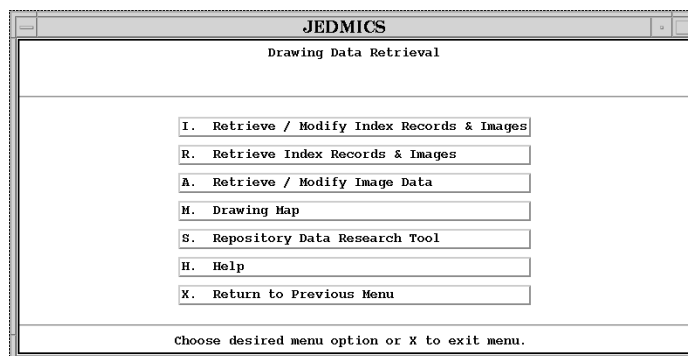 JEDMICS
Drawing Data Retrieval
I. Retrieve / Modify Index Records & Images
R. Retrieve Index Records & Images
A. Retrieve / Modify Image Data
M. Drawing Map
S. Repository Data Research Tool
H. Help
X. Return to Previous Menu
Choose desired menu option or X to exit menu.